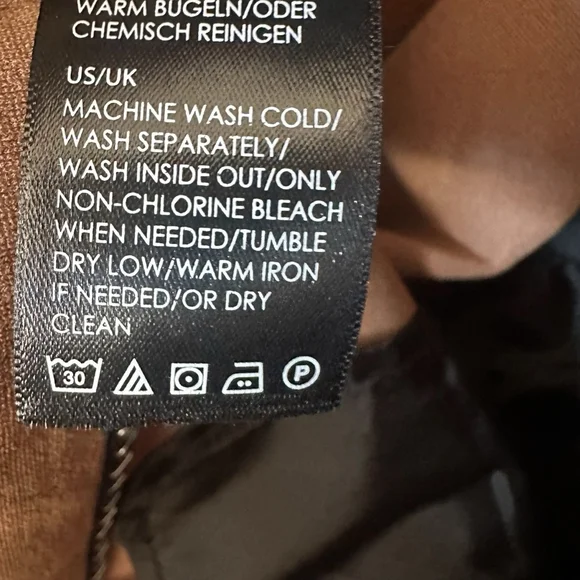 WARM BÜGELN/ODER
CHEMISCH REINIGEN
US/UK
MACHINE WASH COLD/
WASH SEPARATELY/
WASH INSIDE OUT/ONLY
NON-CHLORINE BLEACH
WHEN NEEDED/TUMBLE
DRY LOW/WARM IRON
IF NEEDED/OR DRY
CLEAN
30 P